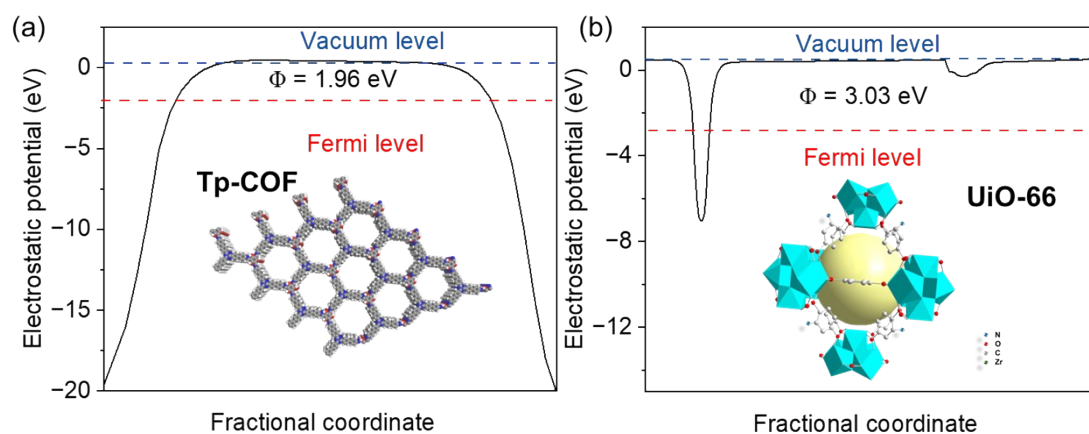 (a)
Vacuum level
Φ = 1.96 eV
Fermi level
Tp-COF
Electrostatic potential (eV)
0
−5
−10
−15
−20
Fractional coordinate
(b)
Vacuum level
Φ = 3.03 eV
Fermi level
UiO-66
Electrostatic potential (eV)
0
−4
−8
−12
N
O
C
Zr
Fractional coordinate